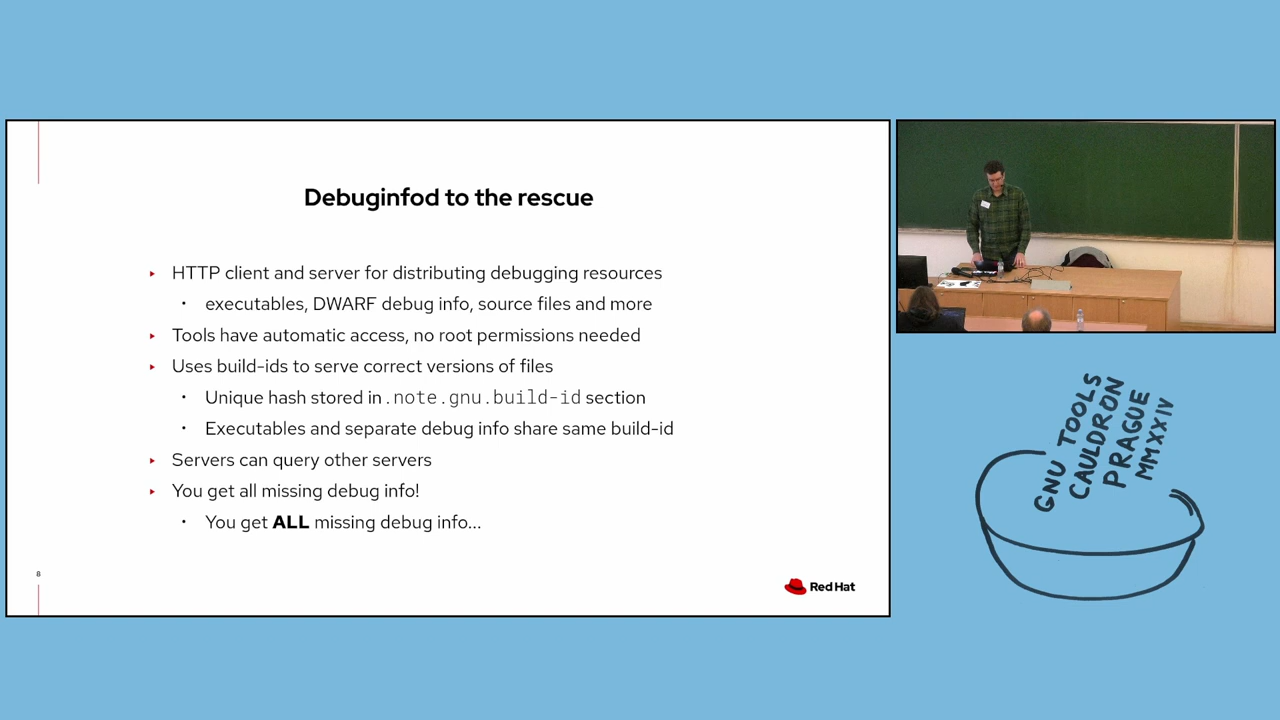 Debuginfod to the rescue
HTTP client and server for distributing debugging resources
executables, DWARF debug info, source files and more
Tools have automatic access, no root permissions needed
Uses build-ids to serve correct versions of files
Unique hash stored in .note.gnu.build-id section
Executables and separate debug info share same build-id
Servers can query other servers
You get all missing debug info!
You get ALL missing debug info...
8
Red Hat
GNU TOOLS
CAULDRON
PRAGUE
MMXXIV